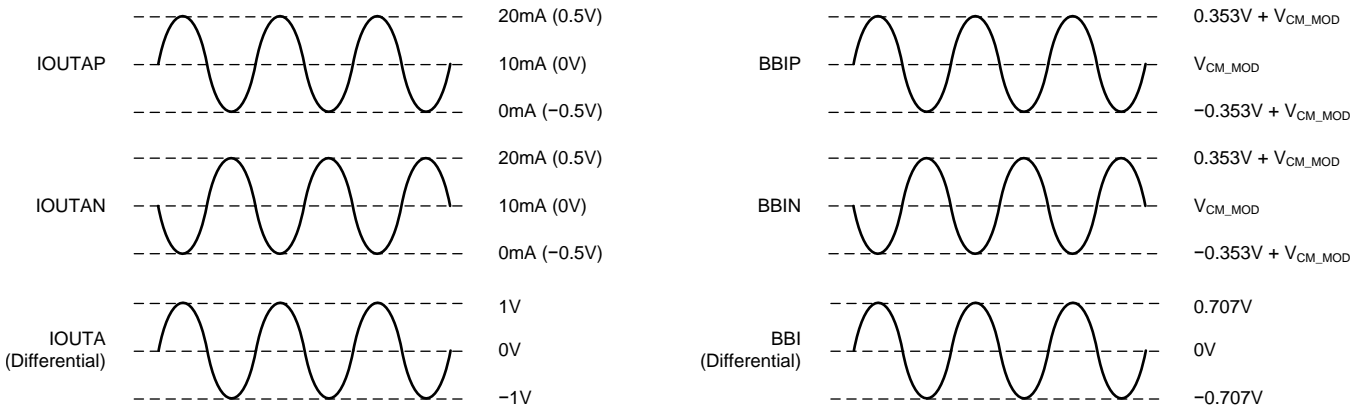 20mA (0.5V)
IOUTAP
10mA (0V)
0mA (−0.5V)
20mA (0.5V)
IOUTAN
10mA (0V)
0mA (−0.5V)
1V
IOUTA
(Differential)
0V
−1V
0.353V + VCM_MOD
BBIP
VCM_MOD
−0.353V + VCM_MOD
0.353V + VCM_MOD
BBIN
VCM_MOD
−0.353V + VCM_MOD
0.707V
BBI
(Differential)
0V
−0.707V